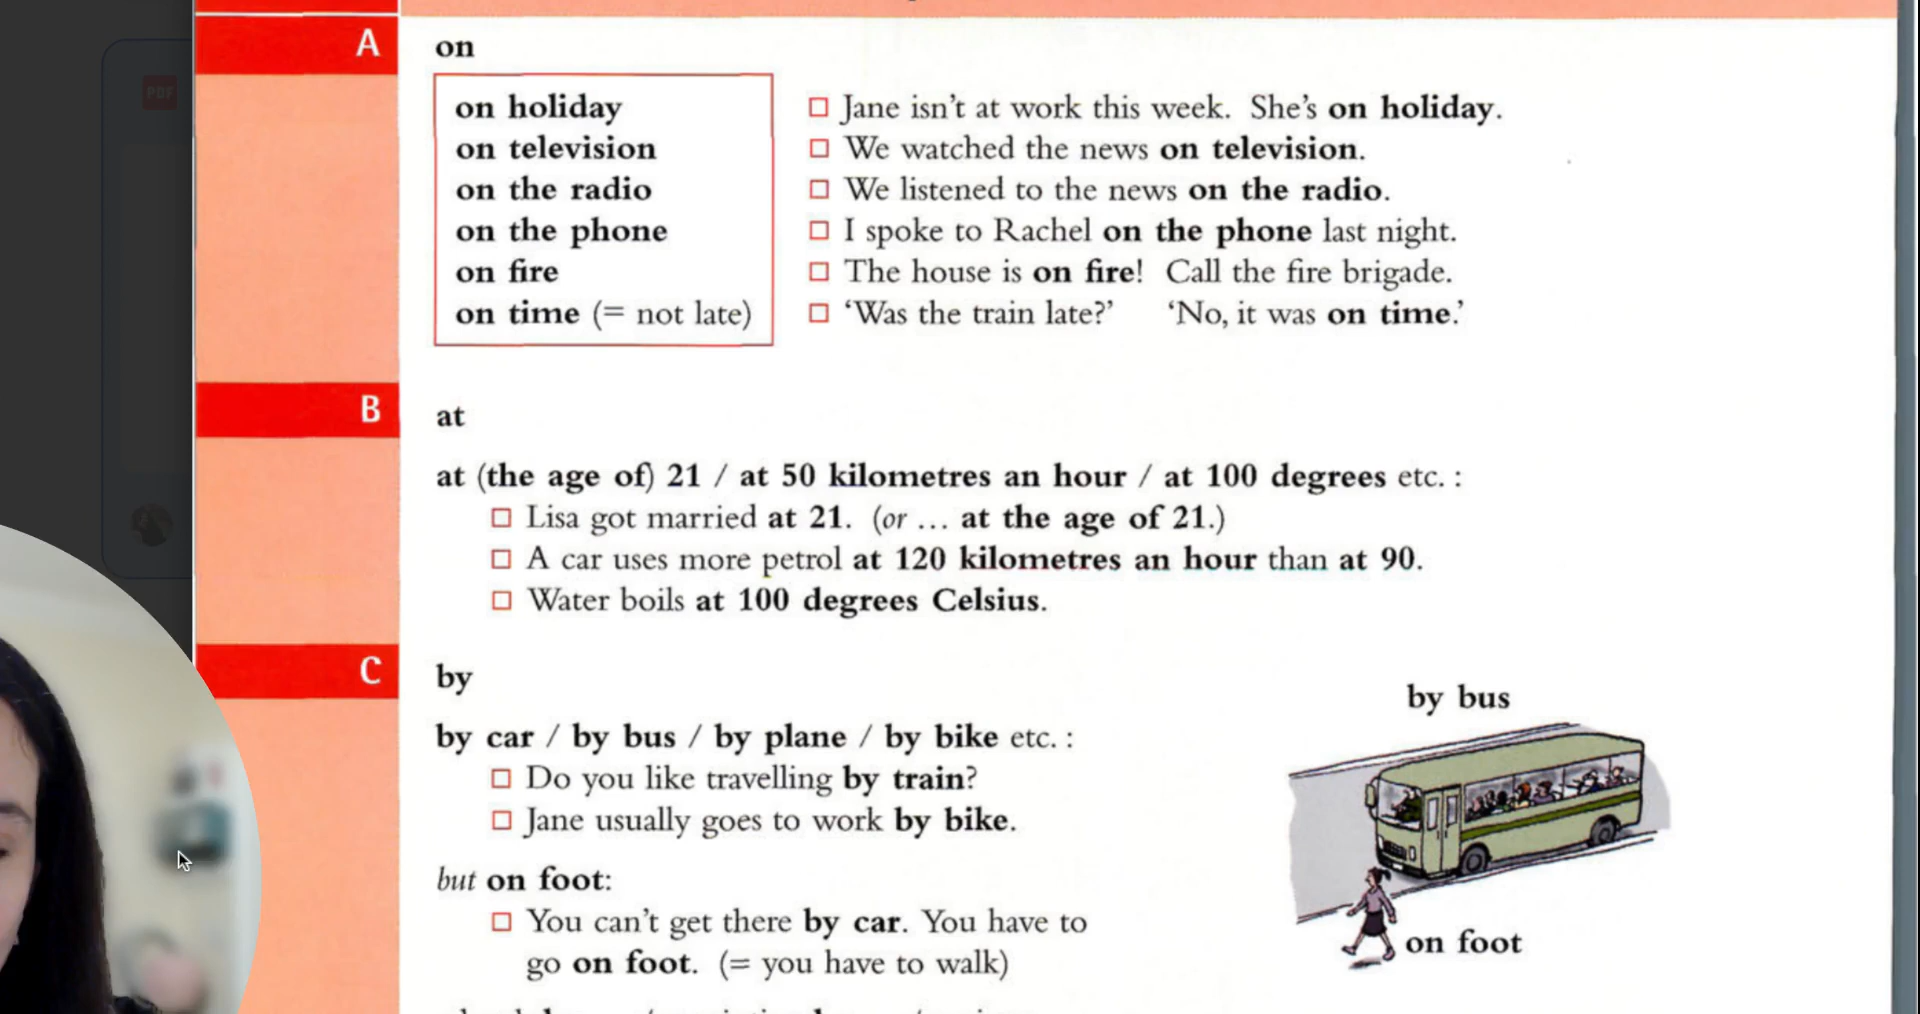 A
on
on holiday
on television
on the radio
on the phone
on fire
on time (= not late)
Jane isn't at work this week. She's on holiday.
We watched the news on television.
We listened to the news on the radio.
I spoke to Rachel on the phone last night.
The house is on fire! Call the fire brigade.
‘Was the train late?’ ‘No, it was on time.’
B
at
at (the age of) 21 / at 50 kilometres an hour / at 100 degrees etc. :
Lisa got married at 21. (or ... at the age of 21.)
A car uses more petrol at 120 kilometres an hour than at 90.
Water boils at 100 degrees Celsius.
C
by
by car / by bus / by plane / by bike etc. :
Do you like travelling by train?
Jane usually goes to work by bike.
but on foot:
You can't get there by car. You have to
go on foot. (= you have to walk)
by bus
on foot
PDF